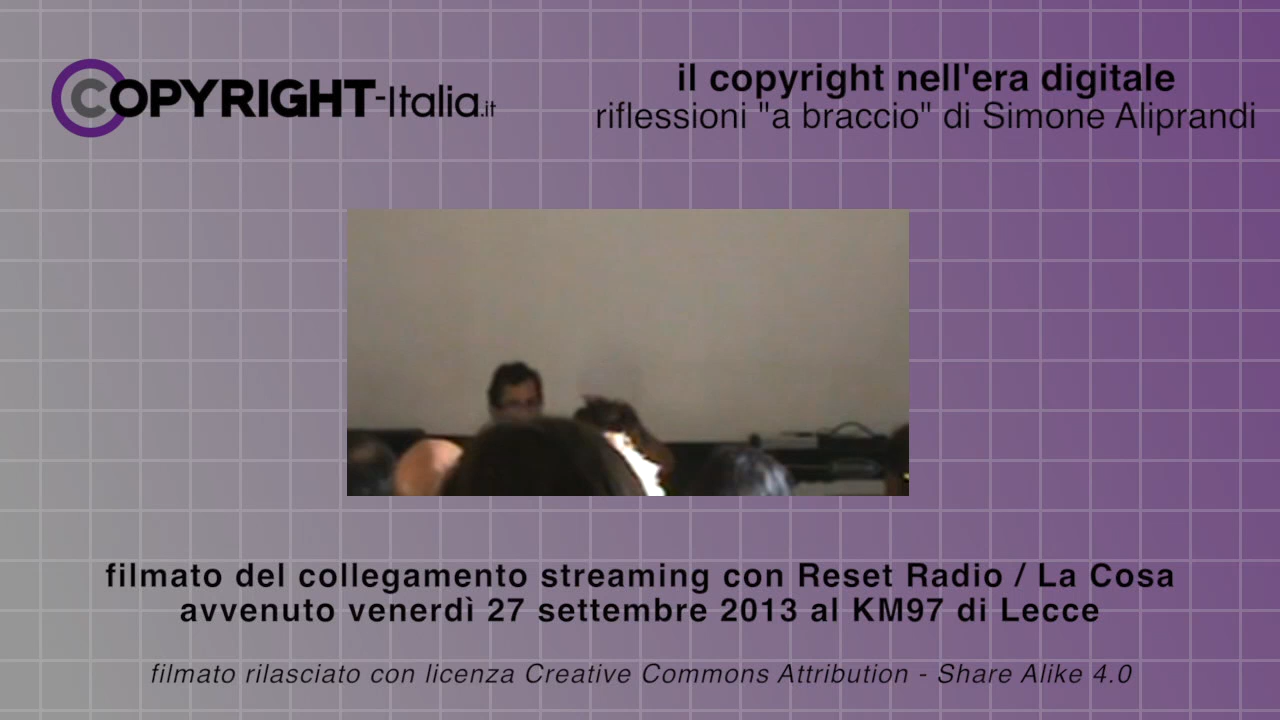 COPYRIGHT-Italia.it
il copyright nell'era digitale
riflessioni "a braccio" di Simone Aliprandi
filmato del collegamento streaming con Reset Radio / La Cosa
avvenuto venerdì 27 settembre 2013 al KM97 di Lecce
filmato rilasciato con licenza Creative Commons Attribution - Share Alike 4.0